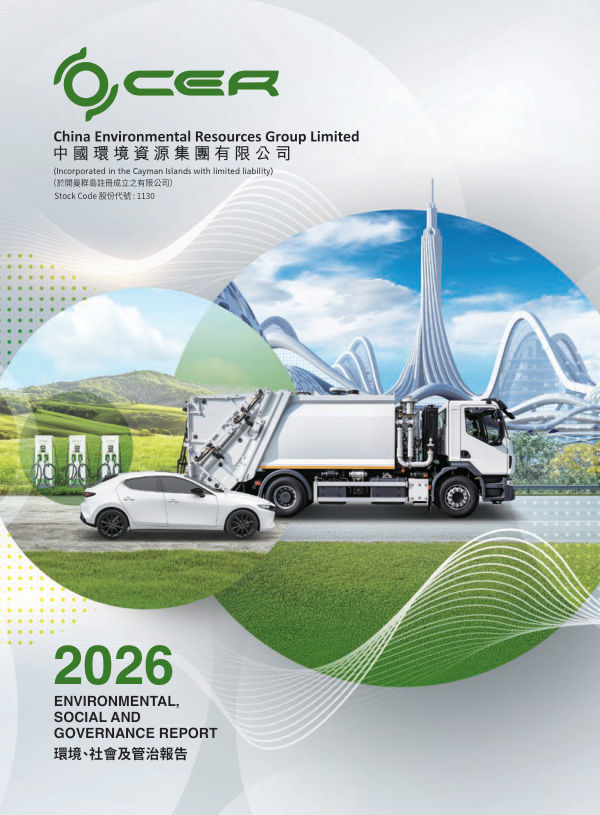 CER
China Environmental Resources Group Limited
中國環境資源集團有限公司
(Incorporated in the Cayman Islands with limited liability)
(於開曼群島註冊成立之有限公司)
Stock Code 股份代號 : 1130
2026
ENVIRONMENTAL,
SOCIAL AND
GOVERNANCE REPORT
環境、社會及管治報告